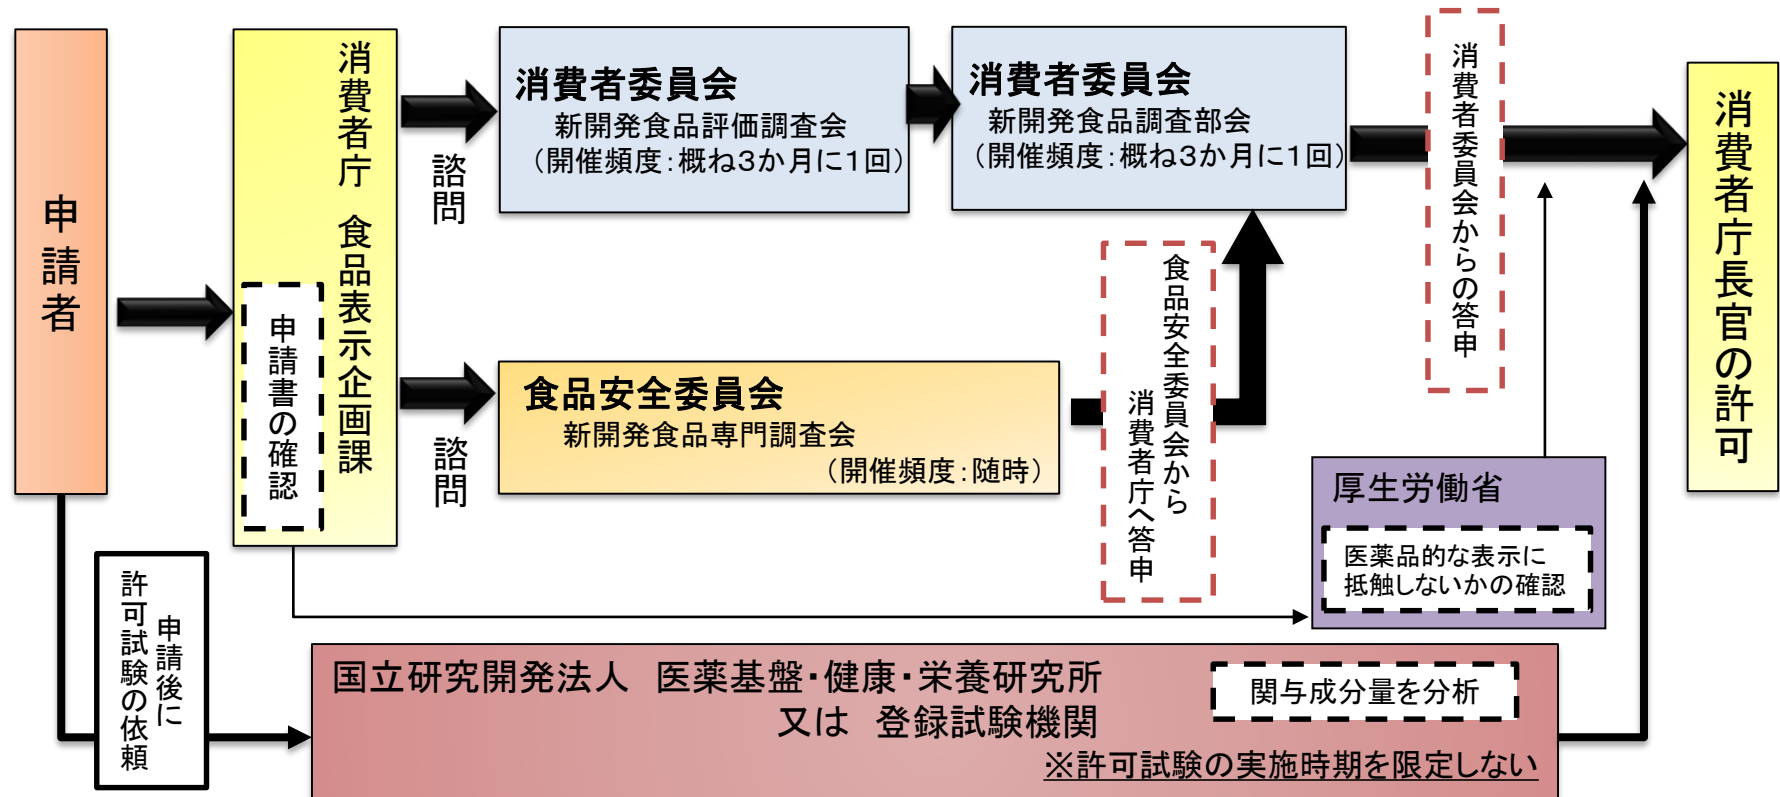 申請者
消費者庁　食品表示企画課
申請書の確認
諮問
消費者委員会
新開発食品評価調査会
（開催頻度：概ね３か月に１回）
消費者委員会
新開発食品調査部会
（開催頻度：概ね３か月に１回）
消費者委員会からの答申
消費者庁長官の許可
諮問
食品安全委員会
新開発食品専門調査会
（開催頻度：随時）
食品安全委員会から
消費者庁へ答申
厚生労働省
医薬品的な表示に
抵触しないかの確認
申請後に
許可試験の依頼
国立研究開発法人　医薬基盤・健康・栄養研究所
又は　登録試験機関
関与成分量を分析
※許可試験の実施時期を限定しない